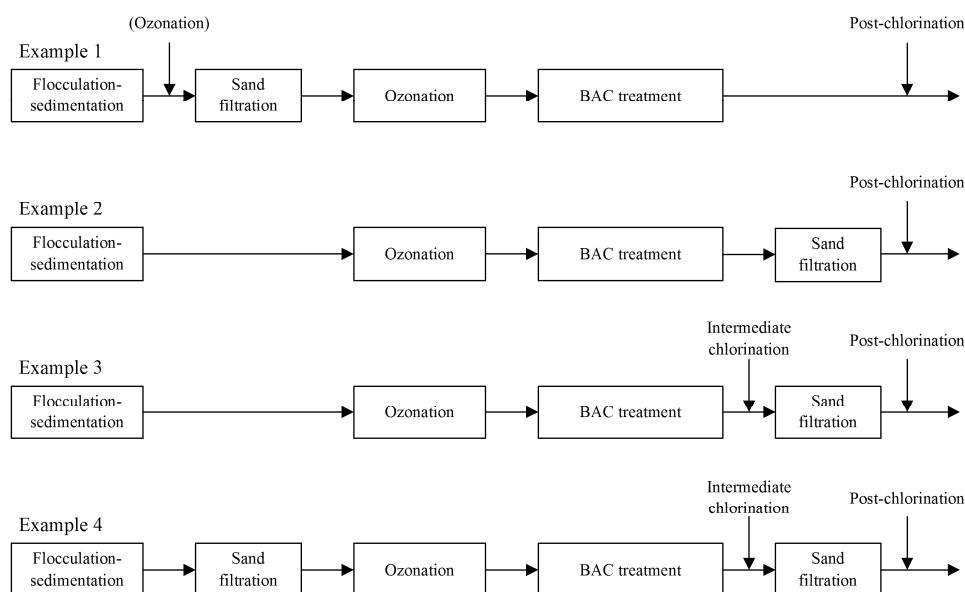 (Ozonation)
Post-chlorination
Example 1
Flocculation-
sedimentation
Sand
filtration
Ozonation
BAC treatment
Post-chlorination
Example 2
Flocculation-
sedimentation
Ozonation
BAC treatment
Sand
filtration
Intermediate
chlorination
Post-chlorination
Example 3
Flocculation-
sedimentation
Ozonation
BAC treatment
Sand
filtration
Intermediate
chlorination
Post-chlorination
Example 4
Flocculation-
sedimentation
Sand
filtration
Ozonation
BAC treatment
Sand
filtration